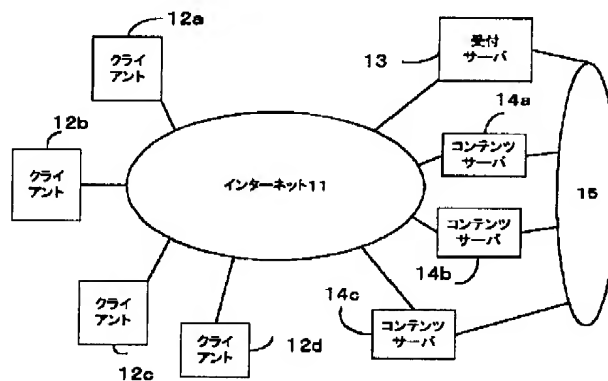 12a
クライ
アント
12b
クライ
アント
クライ
アント
12c
クライ
アント
12d
インターネット11
13
受付
サーバ
14a
コンテンツ
サーバ
コンテンツ
サーバ
14b
14c
コンテンツ
サーバ
15